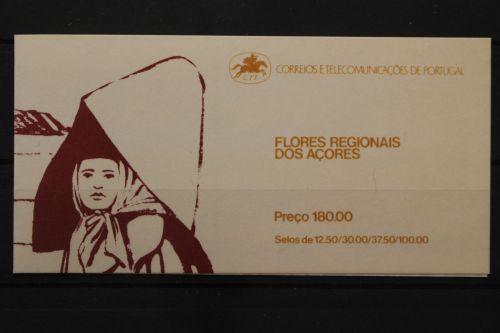 CTT
CORREIOS E TELECOMUNICAÇÕES DE PORTUGAL
FLORES REGIONAIS
DOS AÇORES
Preço 180.00
Selos de 12.50/30.00/37.50/100.00